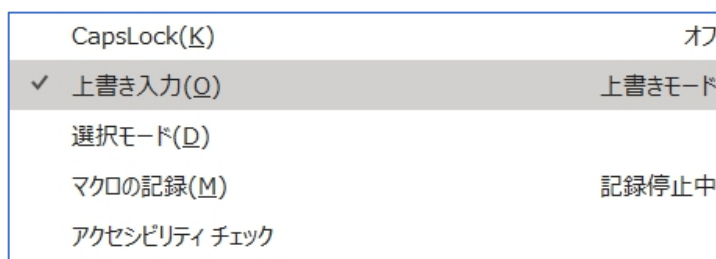 CapsLock(K) オフ
✓ 上書き入力(O) 上書きモード
選択モード(D)
マクロの記録(M) 記録停止中
アクセシビリティ チェック